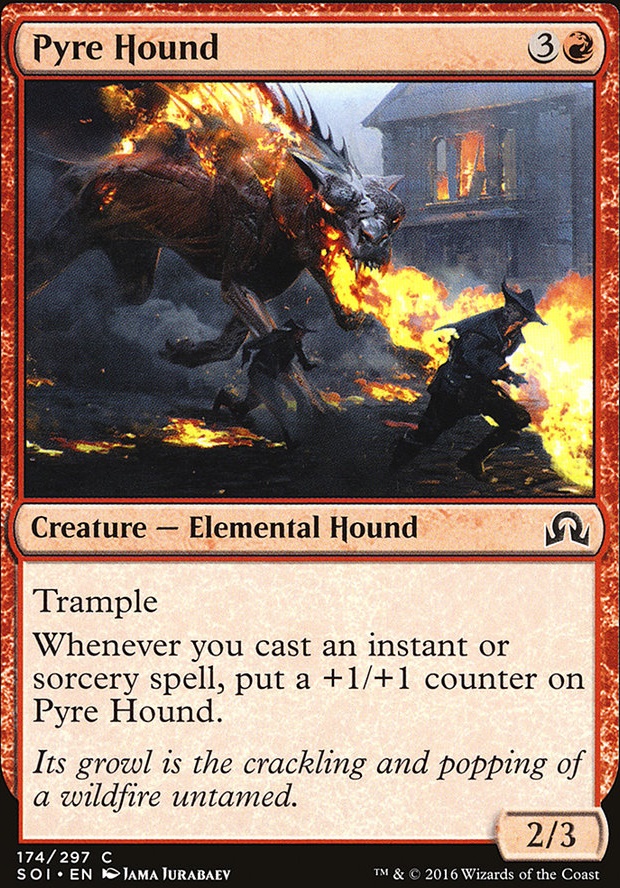 Pyre Hound
3
Creature — Elemental Hound
Trample
Whenever you cast an instant or
sorcery spell, put a +1/+1 counter on
Pyre Hound.
Its growl is the crackling and popping of
a wildfire untamed.
2/3
174/297 C
SOI • EN Jama Jurabaev
™ & © 2016 Wizards of the Coast